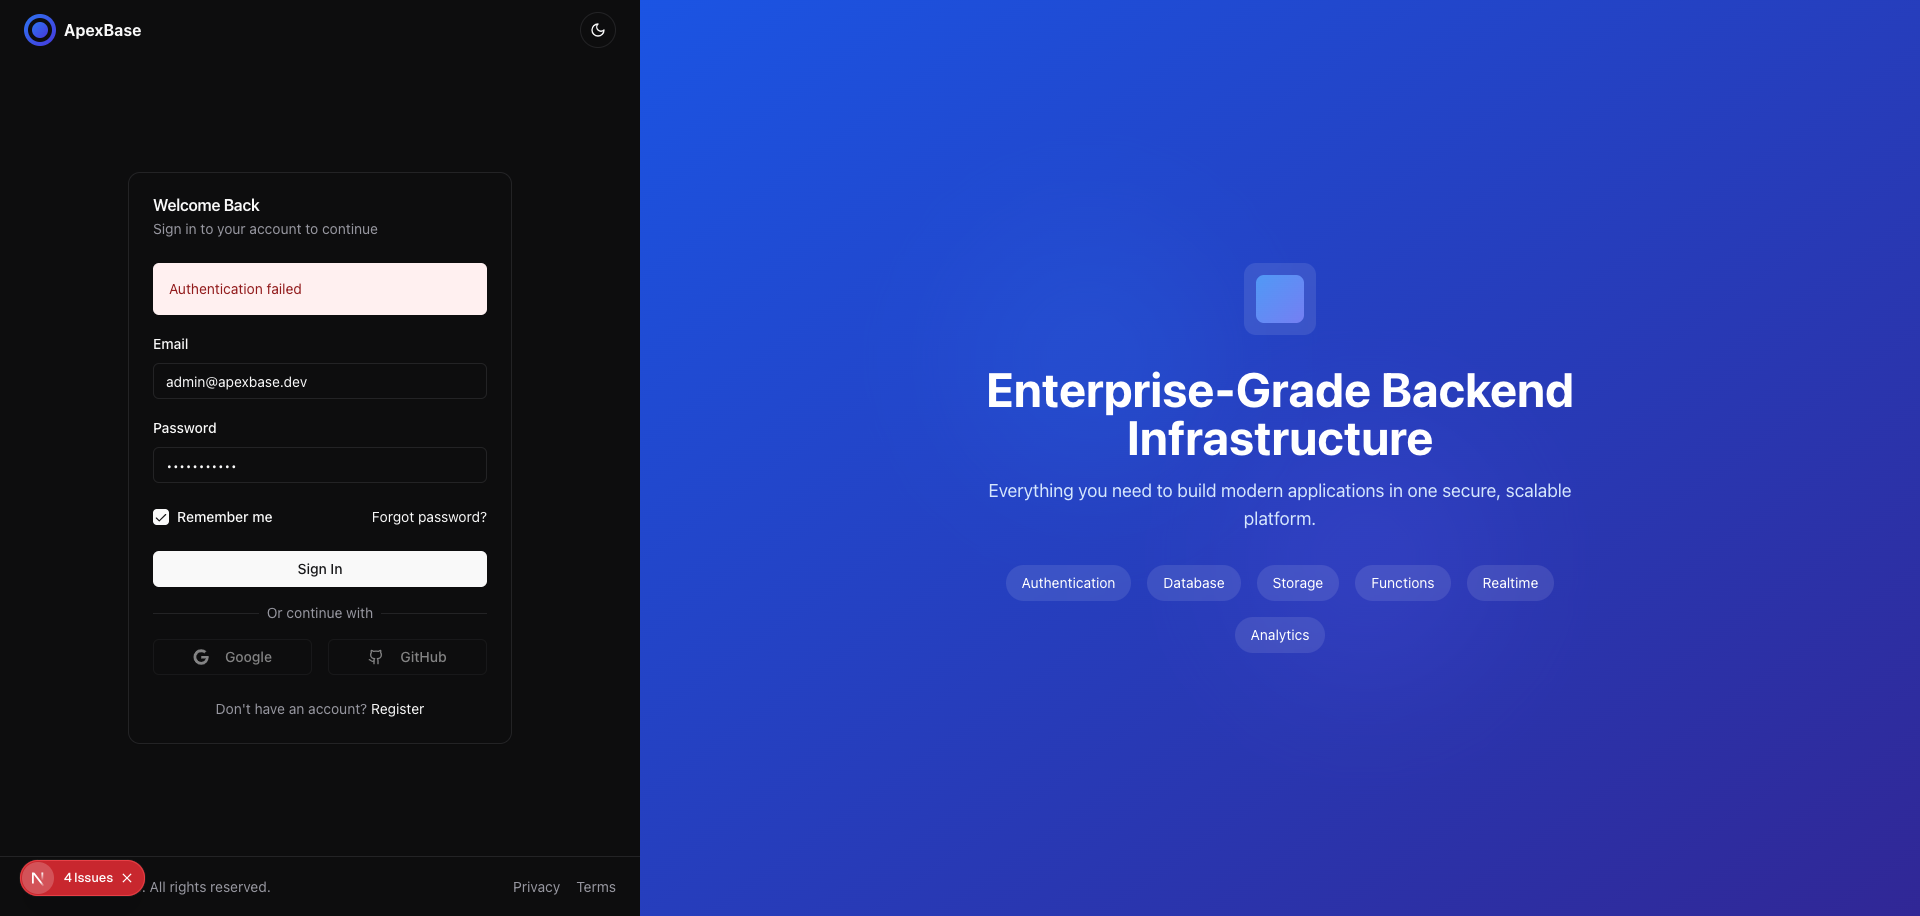 ApexBase
Welcome Back
Sign in to your account to continue
Authentication failed
Email
admin@apexbase.dev
Password
•••••••••••
Remember me
Forgot password?
Sign In
Or continue with
Google
GitHub
Don't have an account? Register
4 Issues
. All rights reserved.
Privacy
Terms
Enterprise-Grade Backend
Infrastructure
Everything you need to build modern applications in one secure, scalable
platform.
Authentication
Database
Storage
Functions
Realtime
Analytics